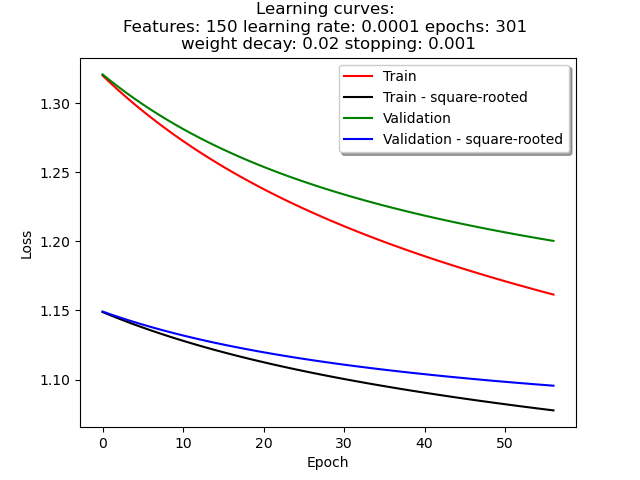 Learning curves:
Features: 150 learning rate: 0.0001 epochs: 301
weight decay: 0.02 stopping: 0.001
Train
Train - square-rooted
Validation
Validation - square-rooted
1.30
1.25
1.20
1.15
1.10
Loss
0 10 20 30 40 50
Epoch